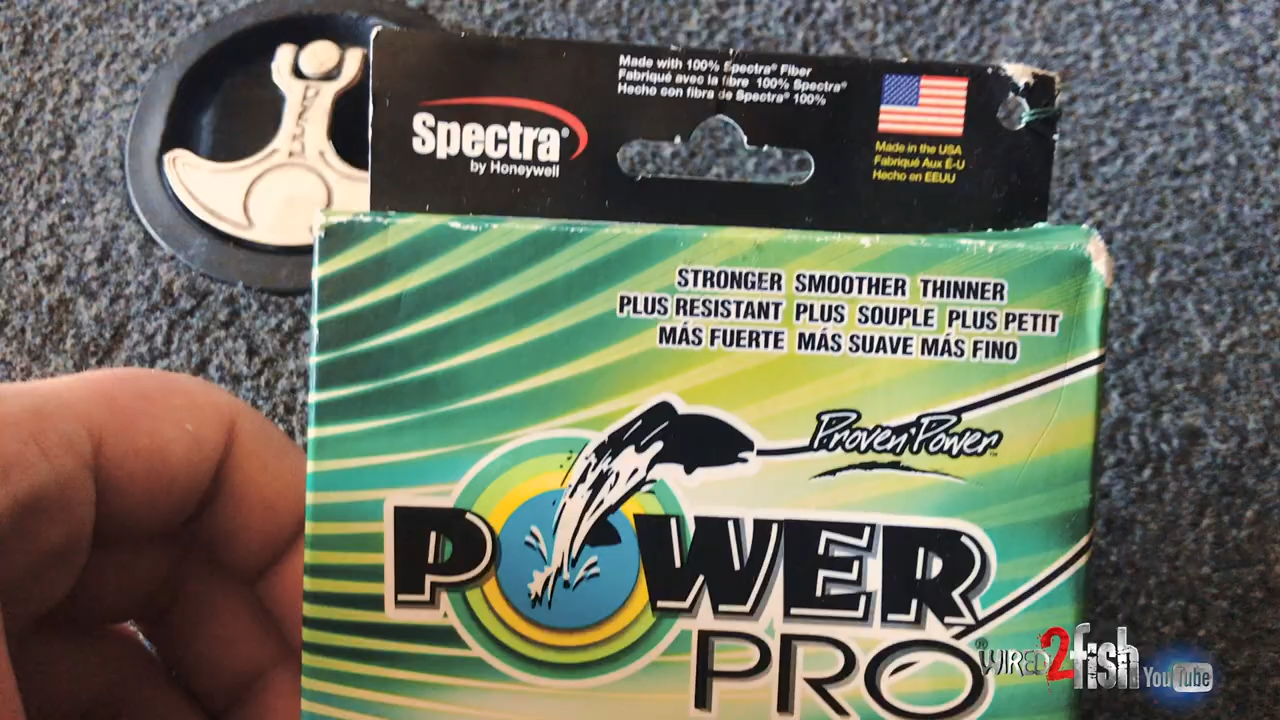 Made with 100% Spectra® Fiber
Fabriqué avec la fibre 100% Spectra®
Hecho con fibra de Spectra® 100%
Spectra®
by Honeywell
Made in the USA
Fabriqué Aux É-U
Hecho en EEUU
STRONGER SMOOTHER THINNER
PLUS RESISTANT PLUS SOUPLE PLUS PETIT
MÁS FUERTE MÁS SUAVE MÁS FINO
Proven Power™
POWER
PRO®
WIRED2fish YouTube